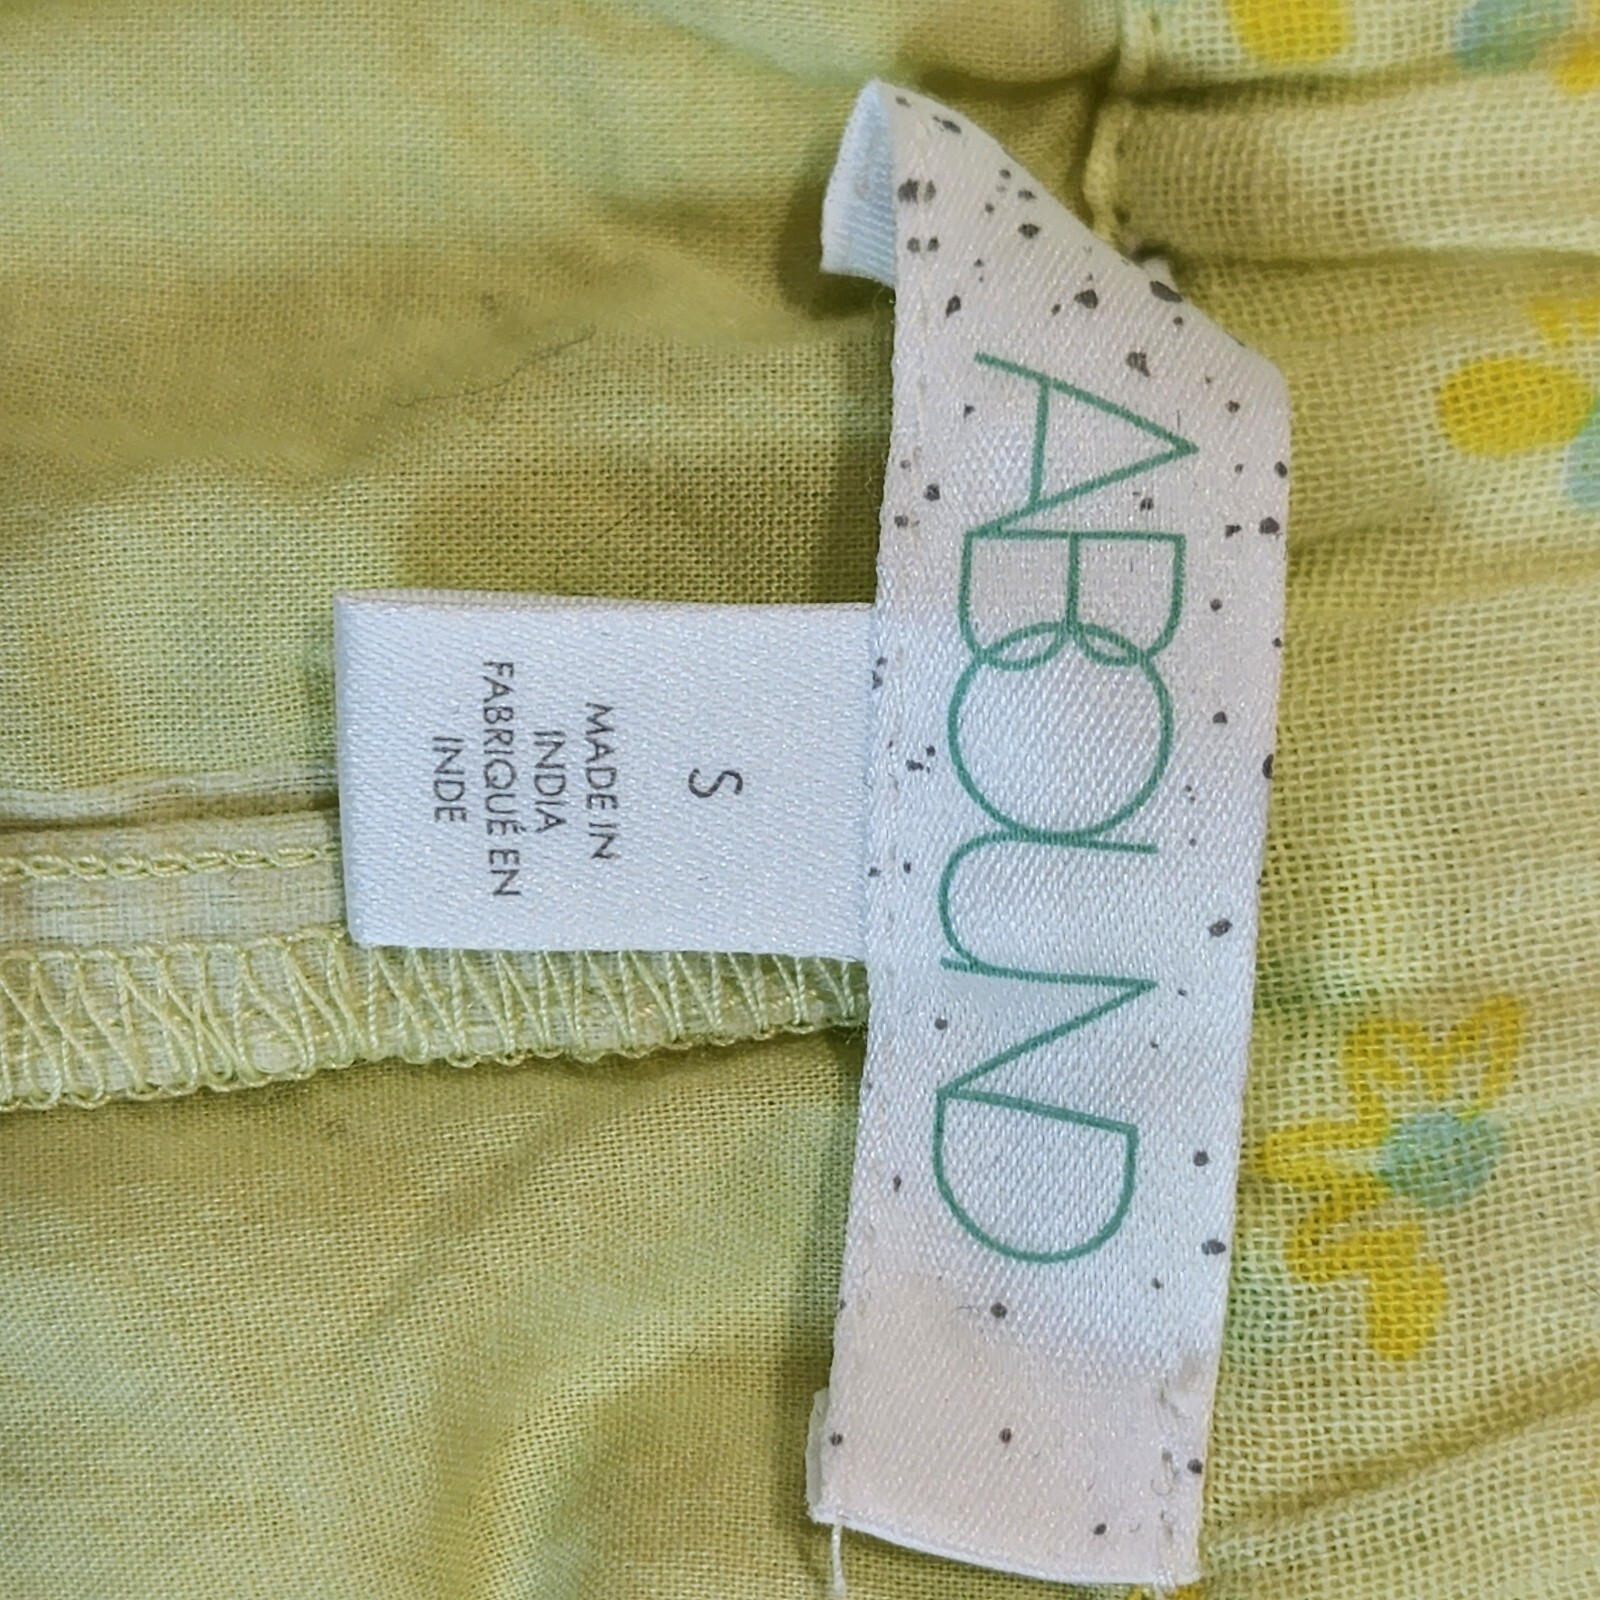 ABOUND
S
MADE IN
INDIA
FABRIQUÉ EN
INDE